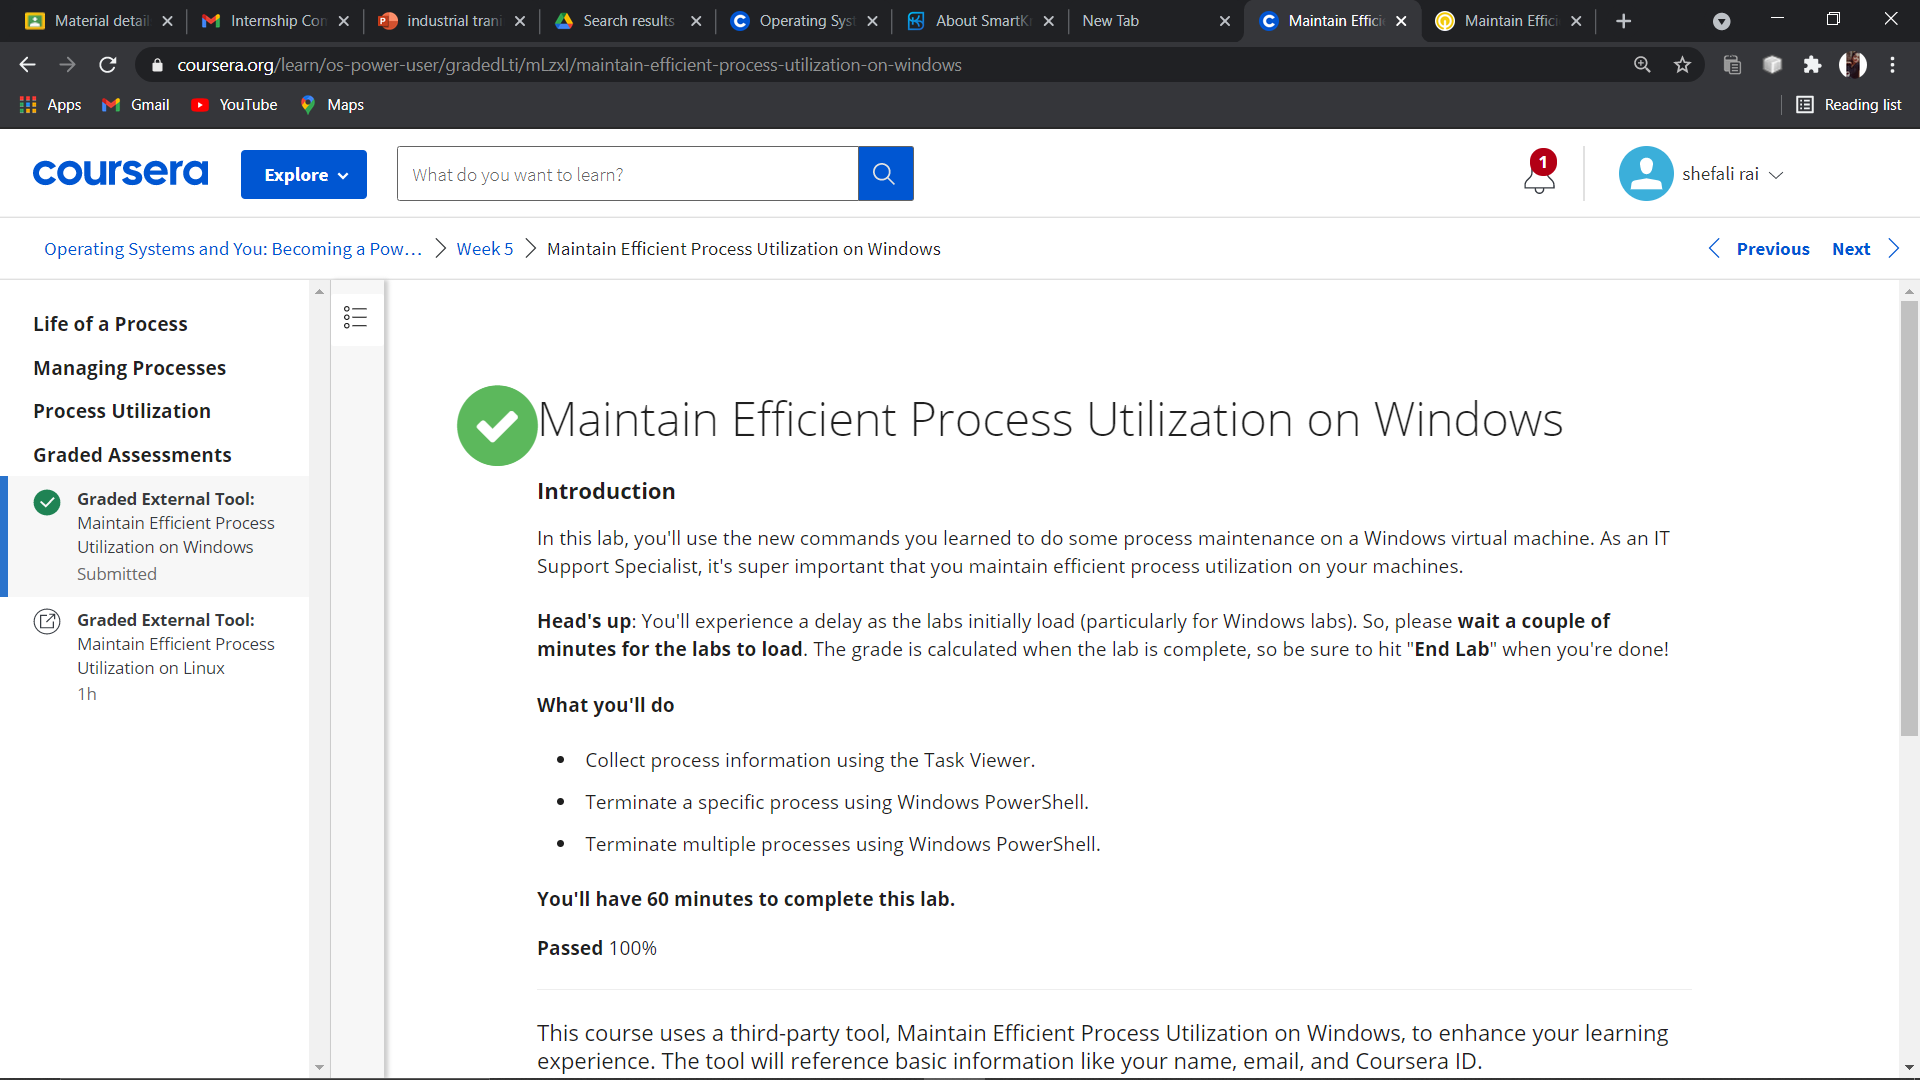 Material detail
Internship Con
industrial trani
Search results
Operating Syst
About SmartK
New Tab
Maintain Effici
Maintain Effici
coursera.org/learn/os-power-user/gradedLti/mLzxI/maintain-efficient-process-utilization-on-windows
Apps
Gmail
YouTube
Maps
Reading list
coursera
Explore
What do you want to learn?
1
shefali rai
Operating Systems and You: Becoming a Pow… Week 5 Maintain Efficient Process Utilization on Windows
Previous
Next
Life of a Process
Managing Processes
Process Utilization
Graded Assessments
Graded External Tool:
Maintain Efficient Process
Utilization on Windows
Submitted
Graded External Tool:
Maintain Efficient Process
Utilization on Linux
1h
Maintain Efficient Process Utilization on Windows
Introduction
In this lab, you'll use the new commands you learned to do some process maintenance on a Windows virtual machine. As an IT
Support Specialist, it's super important that you maintain efficient process utilization on your machines.
Head's up: You'll experience a delay as the labs initially load (particularly for Windows labs). So, please wait a couple of
minutes for the labs to load. The grade is calculated when the lab is complete, so be sure to hit "End Lab" when you're done!
What you'll do
• Collect process information using the Task Viewer.
• Terminate a specific process using Windows PowerShell.
• Terminate multiple processes using Windows PowerShell.
You'll have 60 minutes to complete this lab.
Passed 100%
This course uses a third-party tool, Maintain Efficient Process Utilization on Windows, to enhance your learning
experience. The tool will reference basic information like your name, email, and Coursera ID.